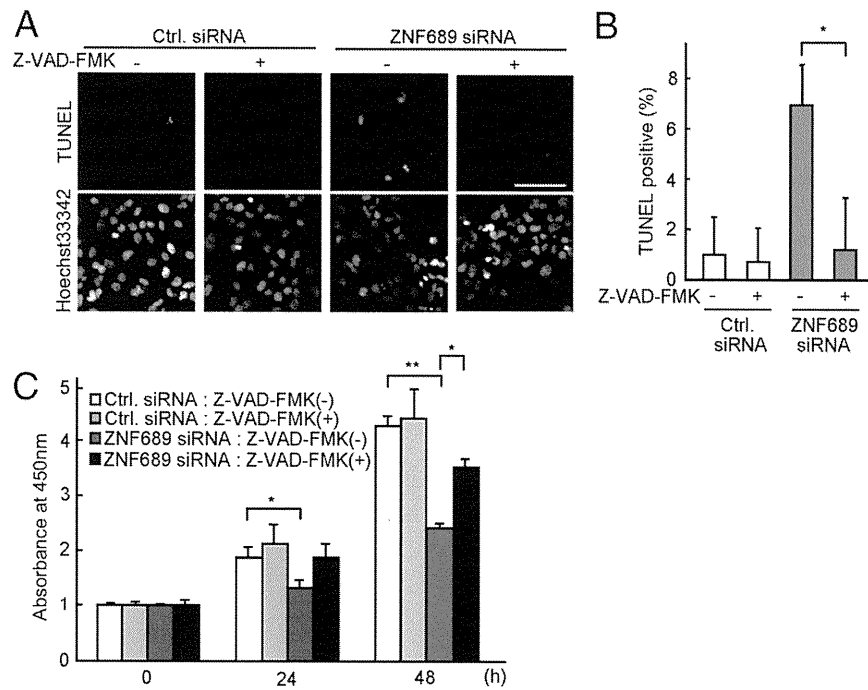 A
Ctrl. siRNA
ZNF689 siRNA
Z-VAD-FMK
-
+
-
+
TUNEL
Hoechst33342
B
*
TUNEL positive (%)
8
6
4
2
0
Z-VAD-FMK
-
+
-
+
Ctrl. siRNA
ZNF689 siRNA
C
Absorbance at 450nm
5
4
3
2
1
0
Ctrl. siRNA : Z-VAD-FMK(-)
Ctrl. siRNA : Z-VAD-FMK(+)
ZNF689 siRNA : Z-VAD-FMK(-)
ZNF689 siRNA : Z-VAD-FMK(+)
*
**
*
0
24
48
(h)